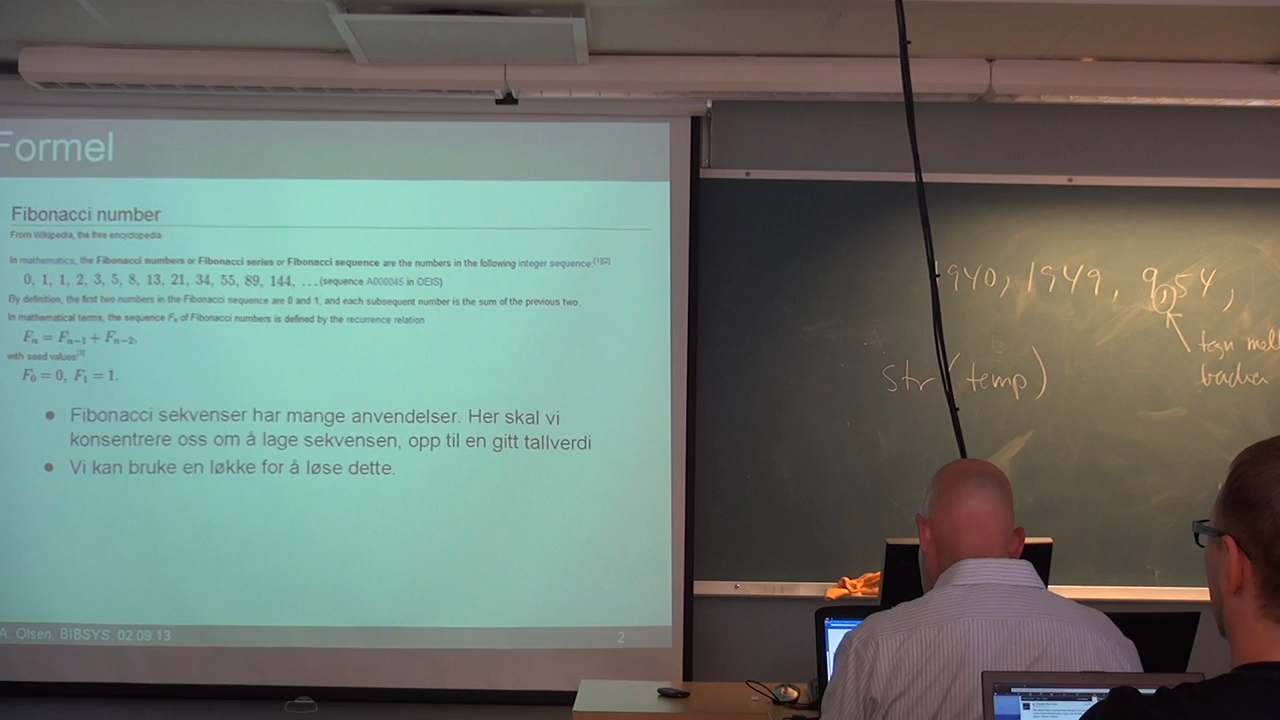 Formel
Fibonacci number
From Wikipedia, the free encyclopedia
In mathematics, the Fibonacci numbers or Fibonacci series or Fibonacci sequence are the numbers in the following integer sequence:[1][2]
0, 1, 1, 2, 3, 5, 8, 13, 21, 34, 55, 89, 144, ... (sequence A000045 in OEIS)
By definition, the first two numbers in the Fibonacci sequence are 0 and 1, and each subsequent number is the sum of the previous two.
In mathematical terms, the sequence Fn of Fibonacci numbers is defined by the recurrence relation
Fn = Fn−1 + Fn−2,
with seed values[3]
F0 = 0, F1 = 1.
• Fibonacci sekvenser har mange anvendelser. Her skal vi
konsentrere oss om å lage sekvensen, opp til en gitt tallverdi
• Vi kan bruke en løkke for å løse dette.
A. Olsen, BIBSYS, 02.09.13 2
1940, 1949, 9,54,
tegn mell
str(temp)